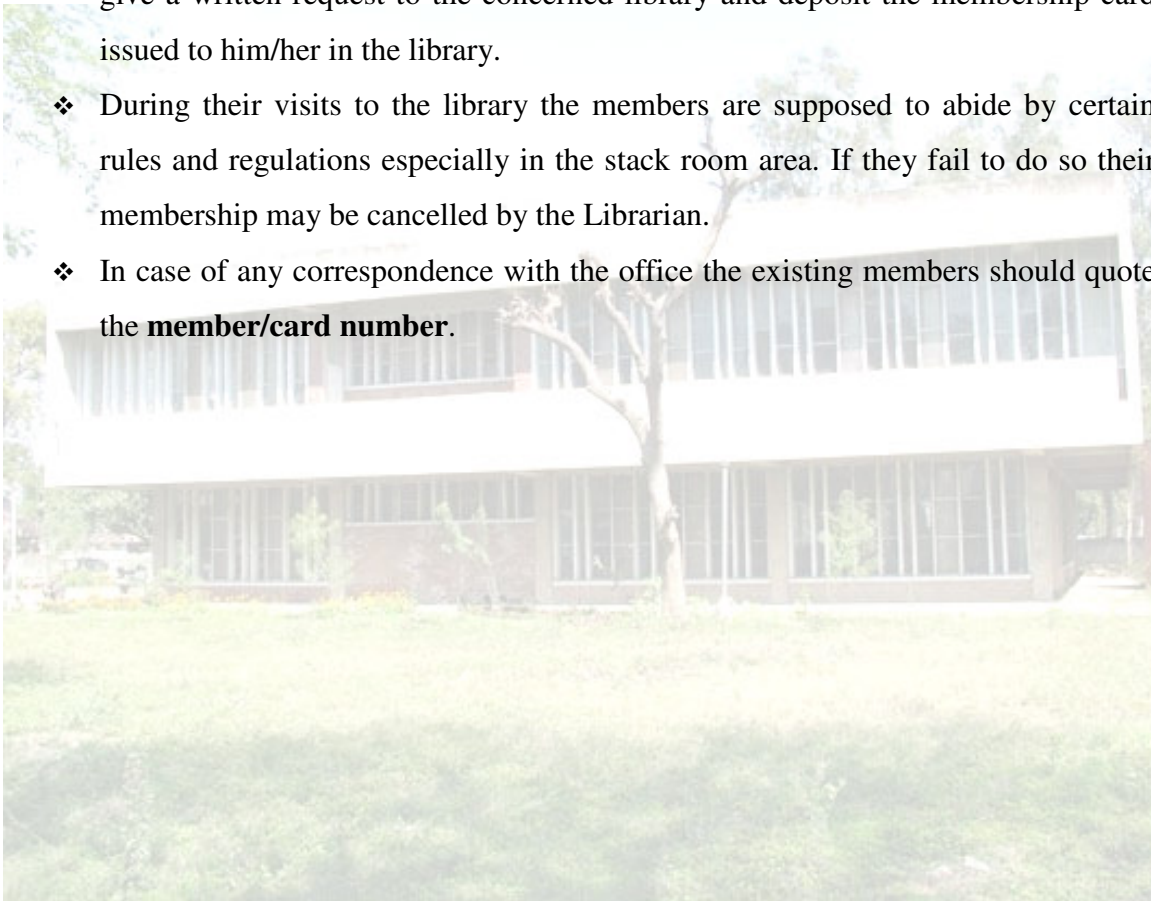 give a written request to the concerned library and deposit the membership card
issued to him/her in the library.
❖ During their visits to the library the members are supposed to abide by certain
rules and regulations especially in the stack room area. If they fail to do so their
membership may be cancelled by the Librarian.
❖ In case of any correspondence with the office the existing members should quote
the member/card number.